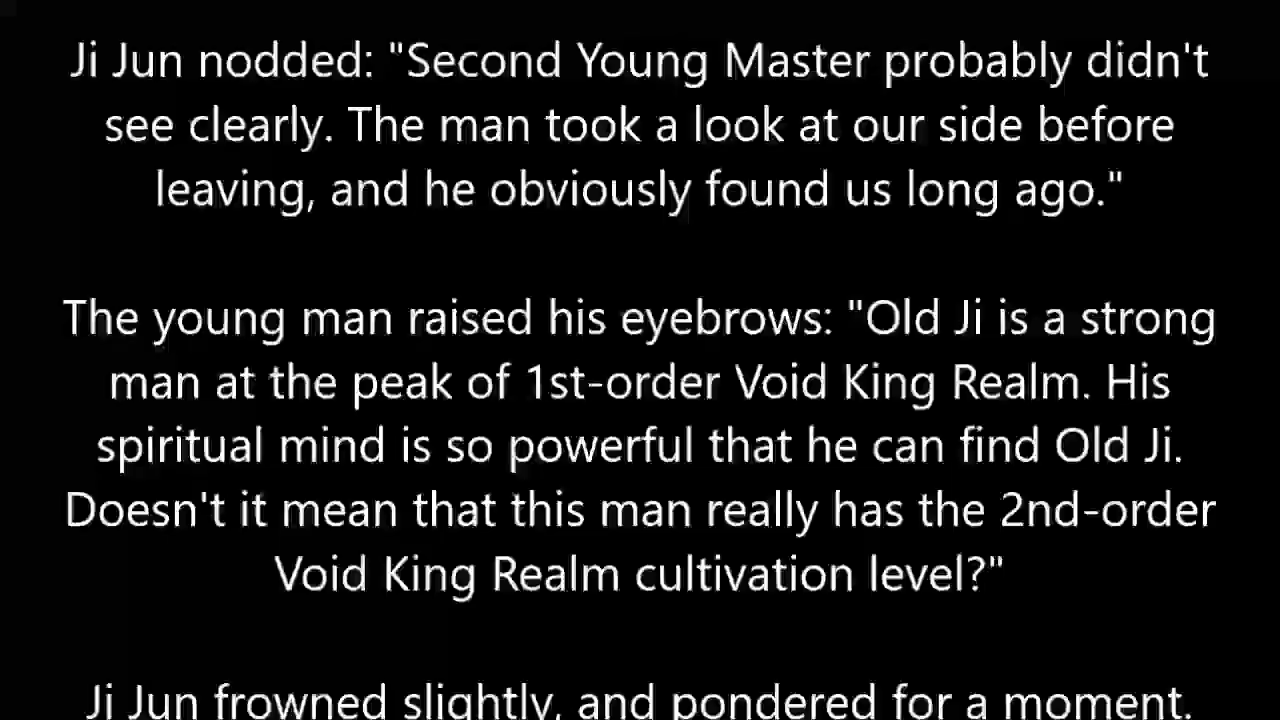 Ji Jun nodded: "Second Young Master probably didn't
see clearly. The man took a look at our side before
leaving, and he obviously found us long ago."
The young man raised his eyebrows: "Old Ji is a strong
man at the peak of 1st-order Void King Realm. His
spiritual mind is so powerful that he can find Old Ji.
Doesn't it mean that this man really has the 2nd-order
Void King Realm cultivation level?"
Ji Jun frowned slightly, and pondered for a moment.